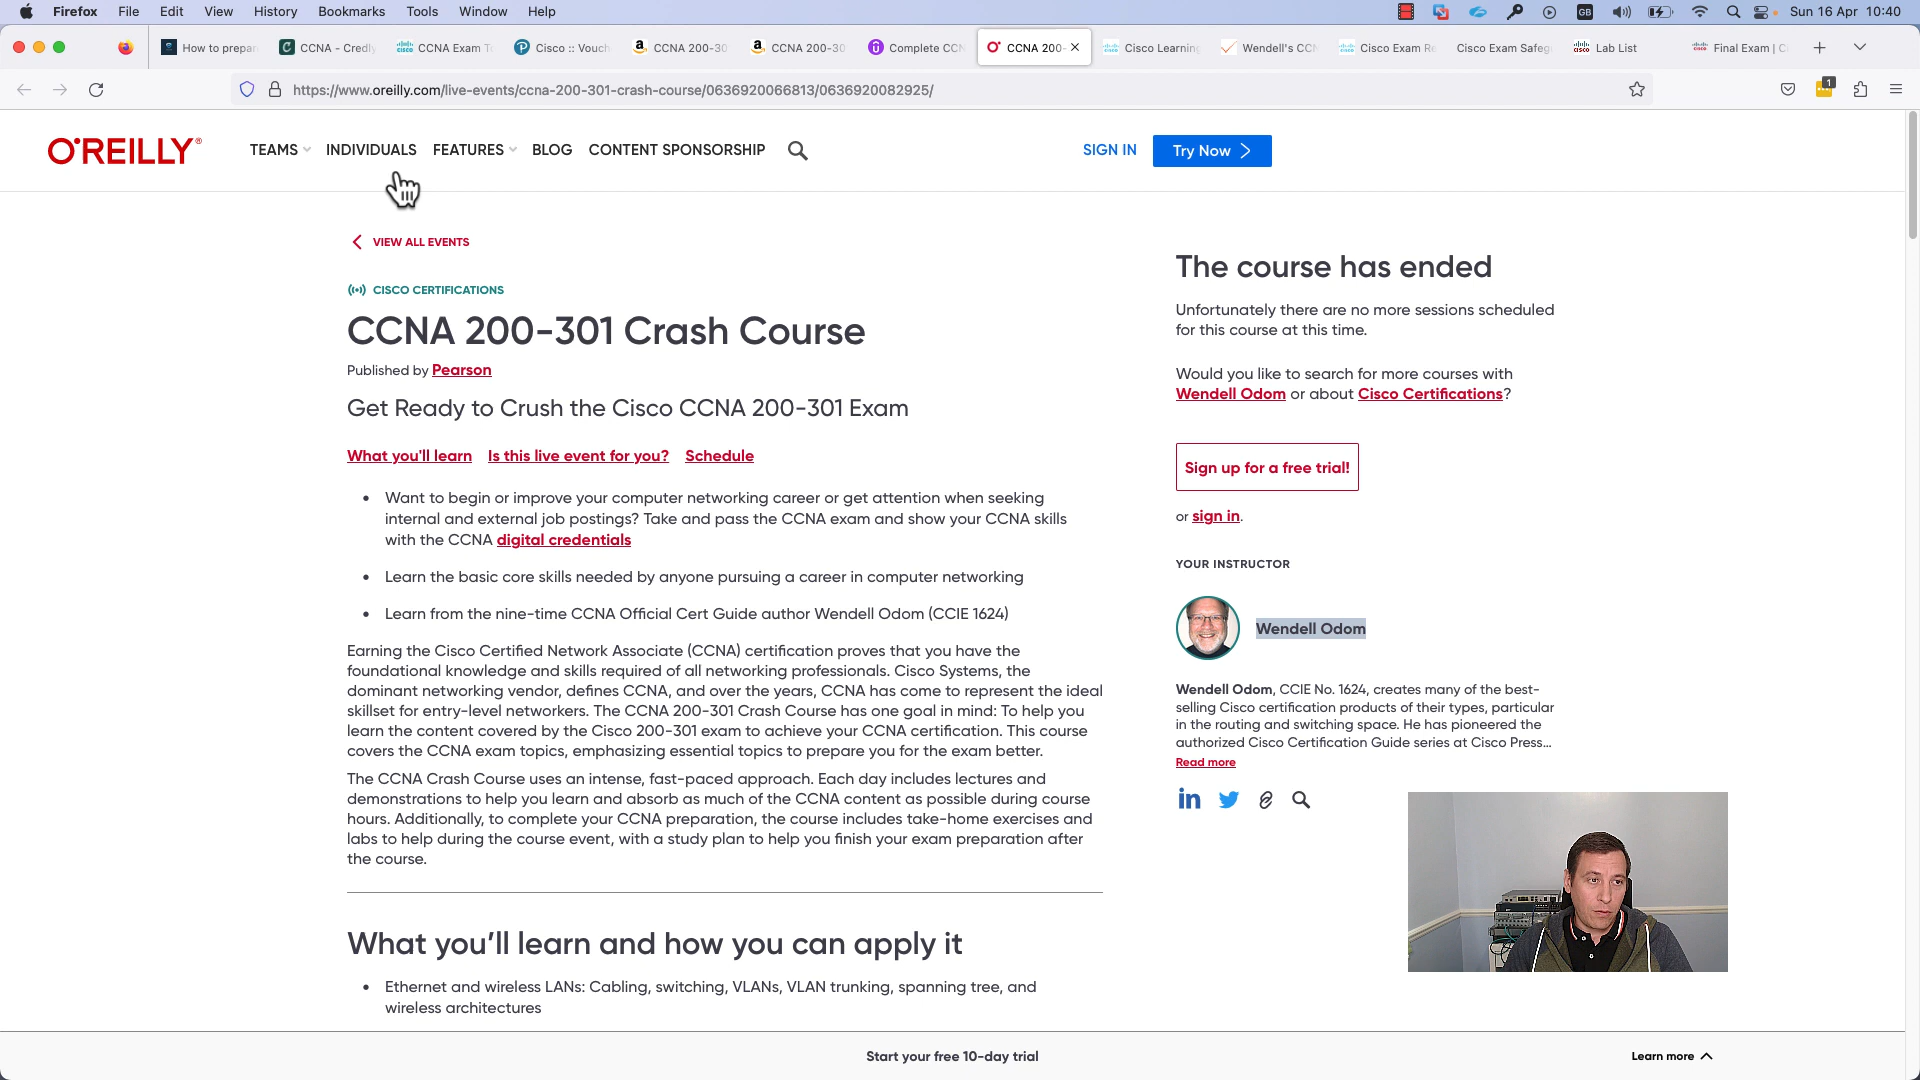 Firefox File Edit View History Bookmarks Tools Window Help
GB
Sun 16 Apr 10:40
How to prepar
CCNA - Credly
CCNA Exam To
Cisco :: Vouch
CCNA 200-30
CCNA 200-30
Complete CCN
CCNA 200-
Cisco Learning
Wendell's CCN
Cisco Exam Re
Cisco Exam Safeg
Lab List
Final Exam | C
https://www.oreilly.com/live-events/ccna-200-301-crash-course/0636920066813/0636920082925/
1
O'REILLY®
TEAMS INDIVIDUALS FEATURES BLOG CONTENT SPONSORSHIP
SIGN IN
Try Now
VIEW ALL EVENTS
CISCO CERTIFICATIONS
CCNA 200-301 Crash Course
Published by Pearson
Get Ready to Crush the Cisco CCNA 200-301 Exam
What you'll learn Is this live event for you? Schedule
• Want to begin or improve your computer networking career or get attention when seeking
internal and external job postings? Take and pass the CCNA exam and show your CCNA skills
with the CCNA digital credentials
• Learn the basic core skills needed by anyone pursuing a career in computer networking
• Learn from the nine-time CCNA Official Cert Guide author Wendell Odom (CCIE 1624)
Earning the Cisco Certified Network Associate (CCNA) certification proves that you have the
foundational knowledge and skills required of all networking professionals. Cisco Systems, the
dominant networking vendor, defines CCNA, and over the years, CCNA has come to represent the ideal
skillset for entry-level networkers. The CCNA 200-301 Crash Course has one goal in mind: To help you
learn the content covered by the Cisco 200-301 exam to achieve your CCNA certification. This course
covers the CCNA exam topics, emphasizing essential topics to prepare you for the exam better.
The CCNA Crash Course uses an intense, fast-paced approach. Each day includes lectures and
demonstrations to help you learn and absorb as much of the CCNA content as possible during course
hours. Additionally, to complete your CCNA preparation, the course includes take-home exercises and
labs to help during the course event, with a study plan to help you finish your exam preparation after
the course.
What you'll learn and how you can apply it
• Ethernet and wireless LANs: Cabling, switching, VLANs, VLAN trunking, spanning tree, and
wireless architectures
The course has ended
Unfortunately there are no more sessions scheduled
for this course at this time.
Would you like to search for more courses with
Wendell Odom or about Cisco Certifications?
Sign up for a free trial!
or sign in.
YOUR INSTRUCTOR
Wendell Odom
Wendell Odom, CCIE No. 1624, creates many of the best-
selling Cisco certification products of their types, particular
in the routing and switching space. He has pioneered the
authorized Cisco Certification Guide series at Cisco Press...
Read more
Start your free 10-day trial
Learn more